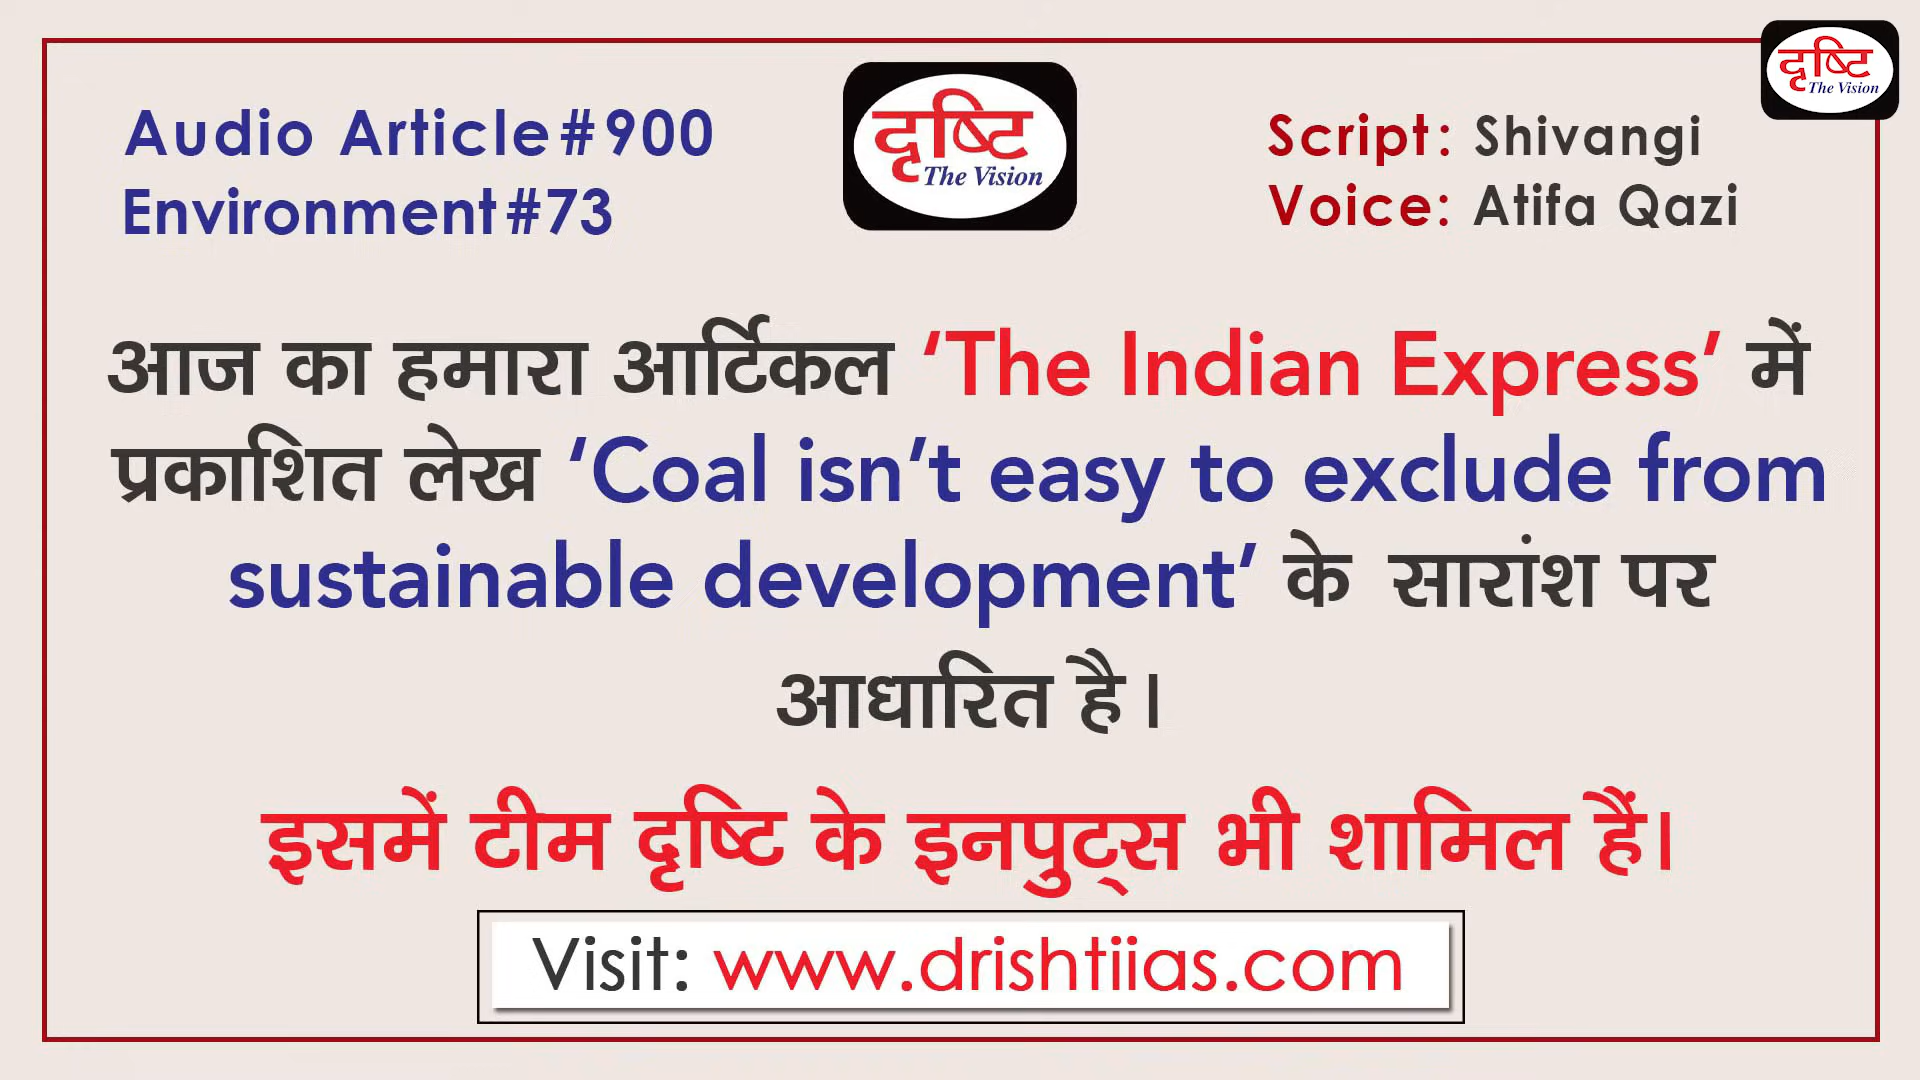 Audio Article#900
Environment#73
दृष्टि
The Vision
Script: Shivangi
Voice: Atifa Qazi
दृष्टि
The Vision
आज का हमारा आर्टिकल ‘The Indian Express’ में
प्रकाशित लेख ‘Coal isn’t easy to exclude from
sustainable development’ के सारांश पर
आधारित है।
इसमें टीम दृष्टि के इनपुट्स भी शामिल हैं।
Visit: www.drishtiias.com